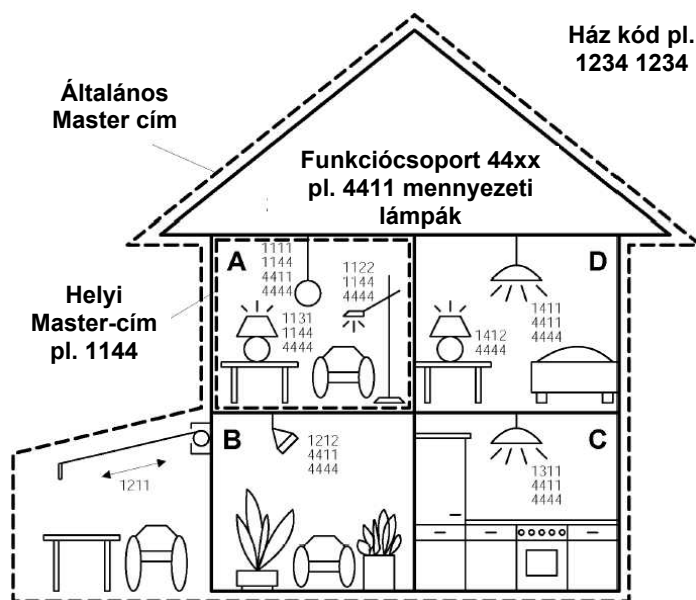 Ház kód pl.
1234 1234
Általános
Master cím
Funkciócsoport 44xx
pl. 4411 mennyezeti
lámpák
Helyi
Master-cím
pl. 1144
A
1111
1144
4411
4444
1122
1144
4444
1131
1144
4444
D
1411
4411
4444
1412
4444
B
1212
4411
4444
C
1311
4411
4444
1211